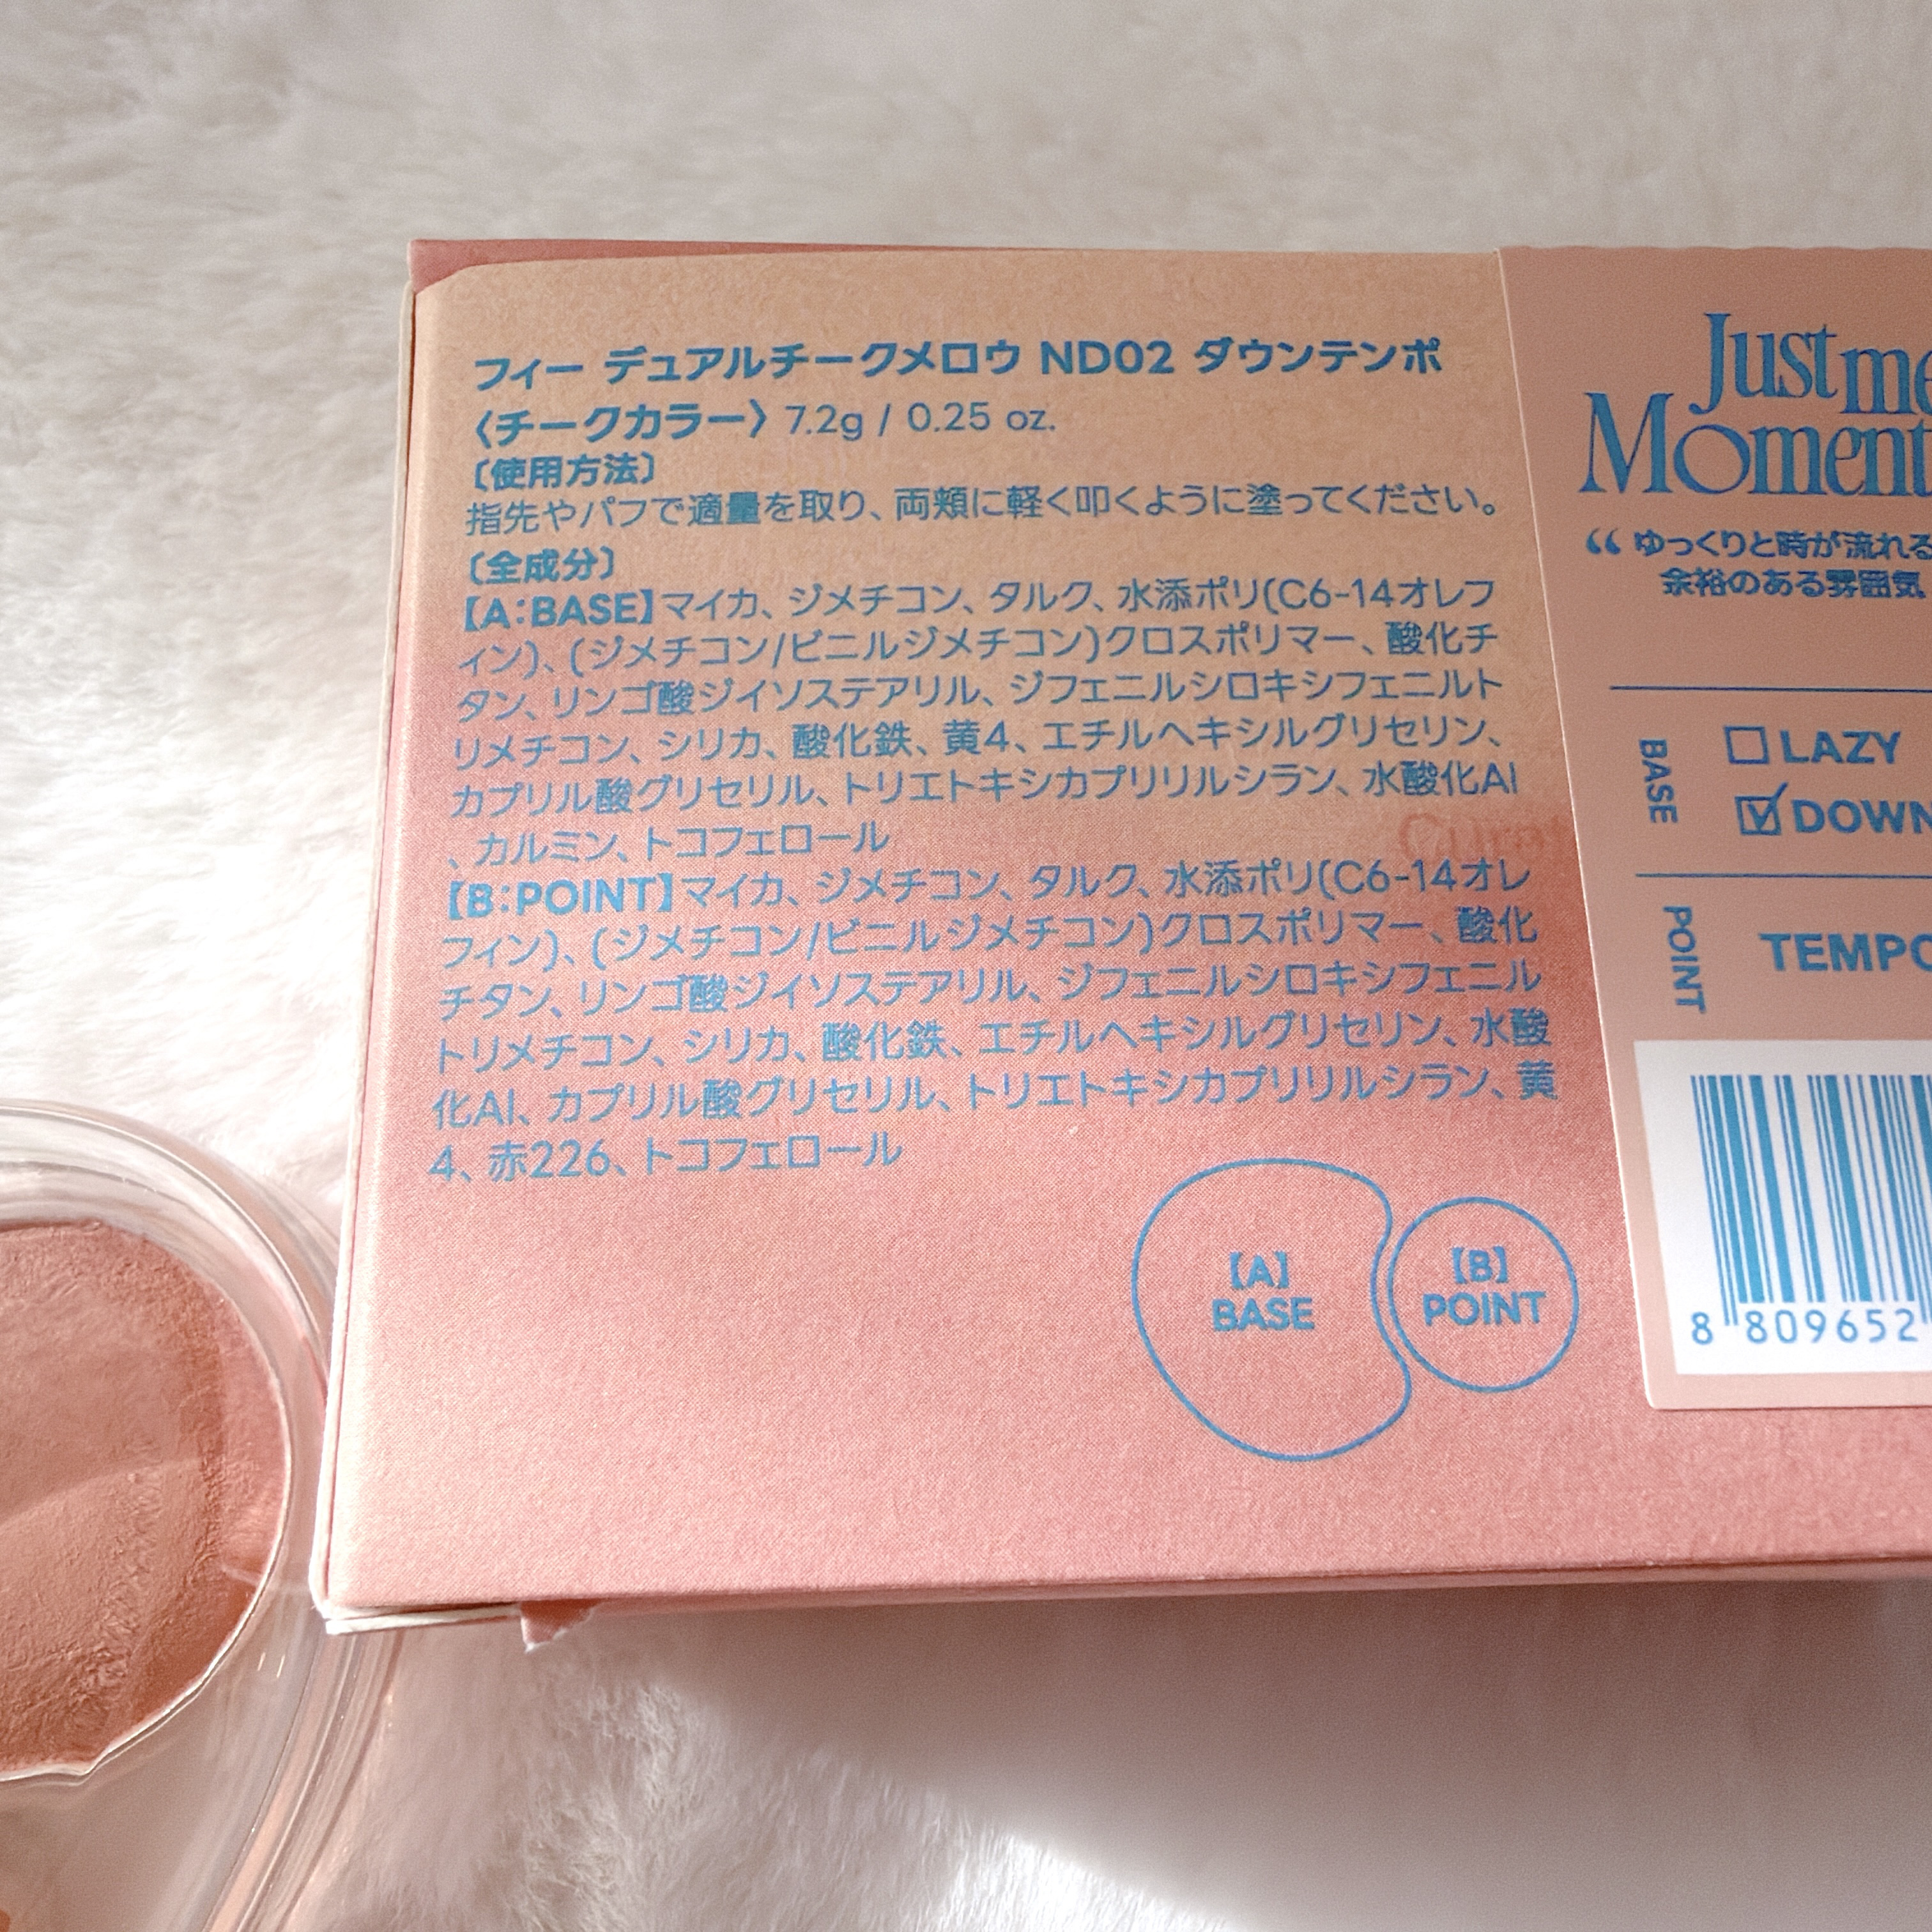 フィー デュアルチークメロウ ND02 ダウンテンポ
〈チークカラー〉 7.2g / 0.25 oz.
〔使用方法〕
指先やパフで適量を取り、両頬に軽く叩くように塗ってください。
〔全成分〕
【A:BASE】マイカ、ジメチコン、タルク、水添ポリ(C6-14オレフ
ィン)、(ジメチコン/ビニルジメチコン)クロスポリマー、酸化チ
タン、リンゴ酸ジイソステアリル、ジフェニルシロキシフェニルト
リメチコン、シリカ、酸化鉄、黄4、エチルヘキシルグリセリン、
カプリル酸グリセリル、トリエトキシカプリリルシラン、水酸化Al
、カルミン、トコフェロール
【B:POINT】マイカ、ジメチコン、タルク、水添ポリ(C6-14オレ
フィン)、(ジメチコン/ビニルジメチコン)クロスポリマー、酸化
チタン、リンゴ酸ジイソステアリル、ジフェニルシロキシフェニル
トリメチコン、シリカ、酸化鉄、エチルヘキシルグリセリン、水酸
化Al、カプリル酸グリセリル、トリエトキシカプリリルシラン、黄
4、赤226、トコフェロール
【A】
BASE
【B】
POINT
Just me
Moment
“ ゆっくりと時が流れる
余裕のある雰囲気
BASE
LAZY
DOWN
POINT
TEMPO
8 809652